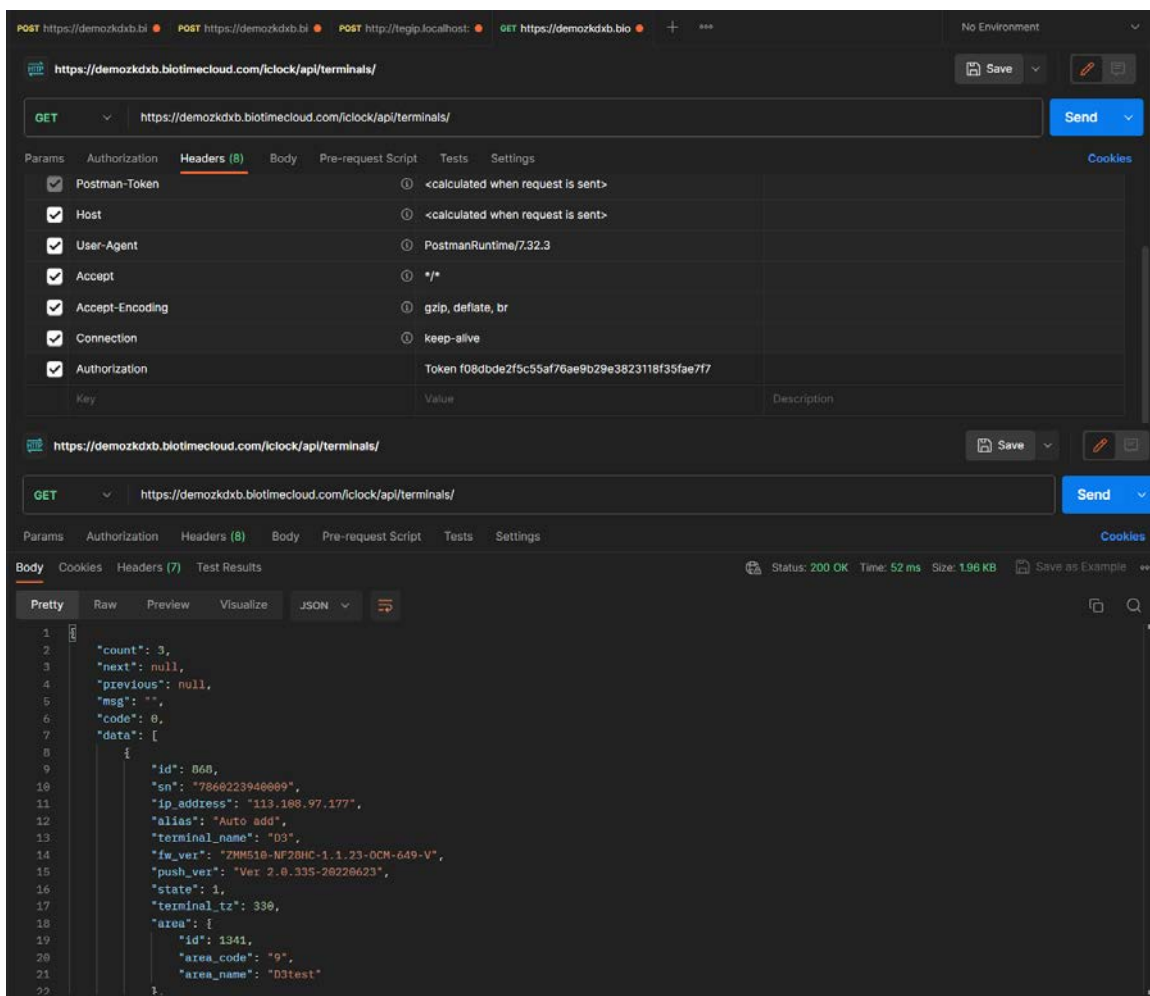 POST https://demozkdxb.bi POST https://demozkdxb.bi POST http://tegip.localhost: GET https://demozkdxb.bio + ooo No Environment
HTTP https://demozkdxb.biotimecloud.com/iclock/api/terminals/ Save
GET https://demozkdxb.biotimecloud.com/iclock/api/terminals/ Send
Params Authorization Headers (8) Body Pre-request Script Tests Settings Cookies
Postman-Token <calculated when request is sent>
Host <calculated when request is sent>
User-Agent PostmanRuntime/7.32.3
Accept */*
Accept-Encoding gzip, deflate, br
Connection keep-alive
Authorization Token f08dbde2f5c55af76ae9b29e3823118f35fae7f7
Key Value Description
HTTP https://demozkdxb.biotimecloud.com/iclock/api/terminals/ Save
GET https://demozkdxb.biotimecloud.com/iclock/api/terminals/ Send
Params Authorization Headers (8) Body Pre-request Script Tests Settings Cookies
Body Cookies Headers (7) Test Results Status: 200 OK Time: 52 ms Size: 1.96 KB Save as Example
Pretty Raw Preview Visualize JSON
1 {
2 "count": 3,
3 "next": null,
4 "previous": null,
5 "msg": "",
6 "code": 0,
7 "data": [
8 {
9 "id": 868,
10 "sn": "7860223940009",
11 "ip_address": "113.108.97.177",
12 "alias": "Auto add",
13 "terminal_name": "D3",
14 "fw_ver": "ZMM510-NF28HC-1.1.23-OCM-649-V",
15 "push_ver": "Ver 2.0.33S-20220623",
16 "state": 1,
17 "terminal_tz": 330,
18 "area": {
19 "id": 1341,
20 "area_code": "9",
21 "area_name": "D3test"
22 },